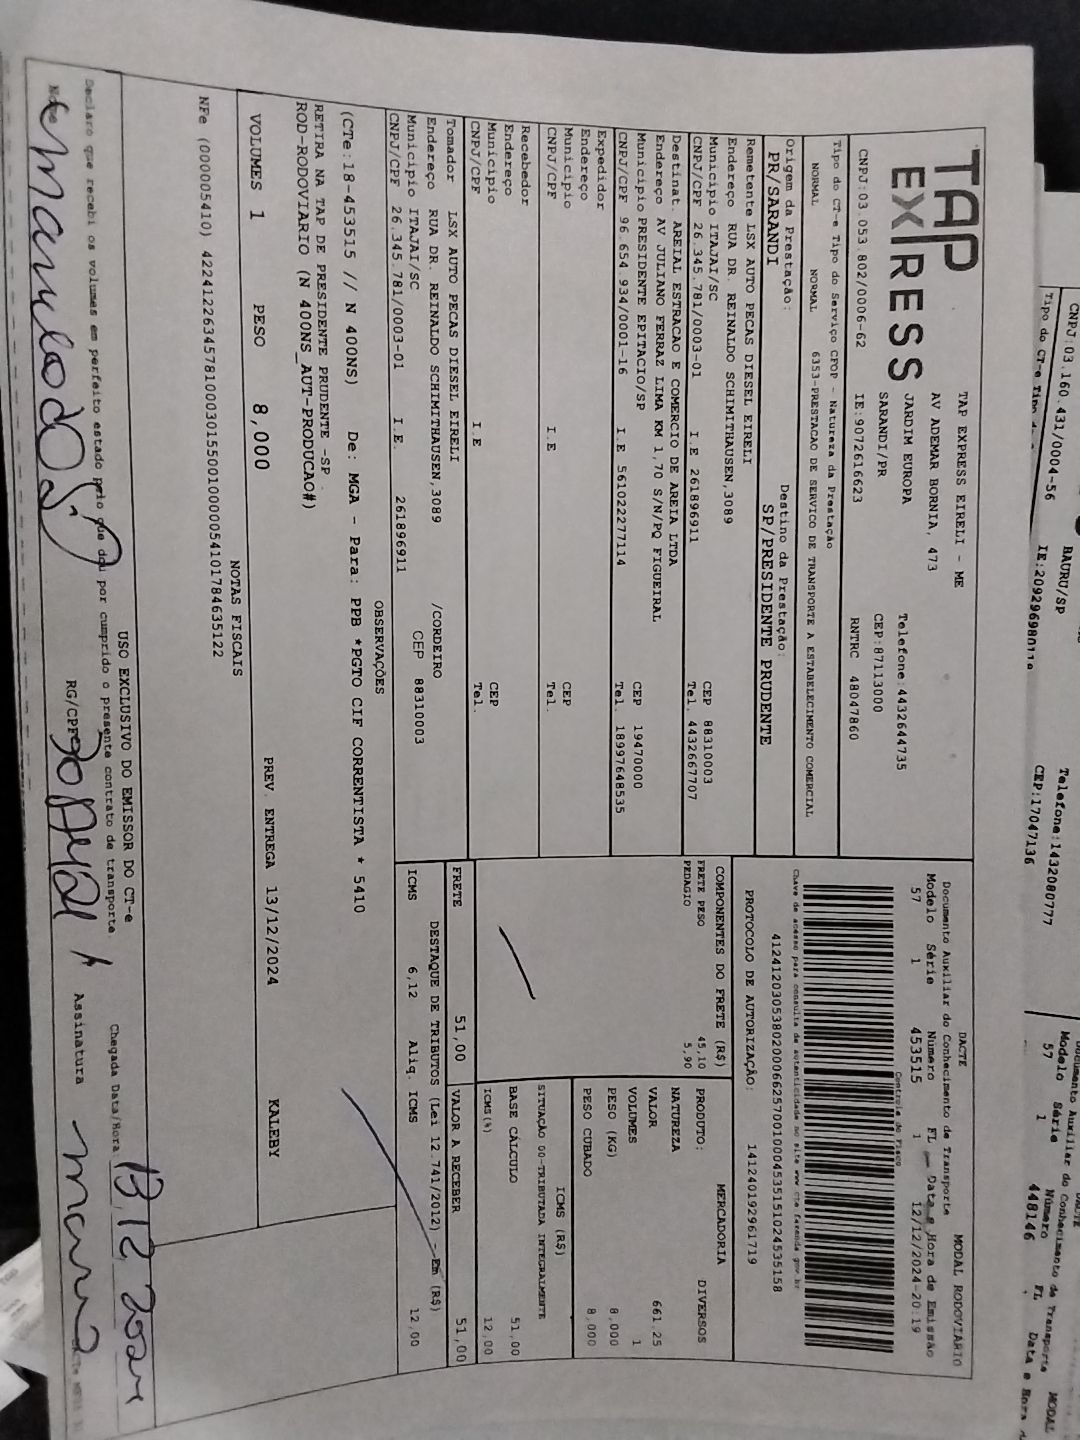 TAP EXPRESS
TAP EXPRESS EIRELI - ME
AV ADEMAR BORNIA, 473
JARDIM EUROPA Telefone:4432644735
SARANDI/PR CEP:87113000
CNPJ:03.053.802/0006-62 IE:9072616623 RNTRC 48047860
Tipo do CT-e Tipo do Serviço CFOP - Natureza da Prestação
NORMAL NORMAL 6353-PRESTACAO DE SERVICO DE TRANSPORTE A ESTABELECIMENTO COMERCIAL
Origem da Prestação: Destino da Prestação:
PR/SARANDI SP/PRESIDENTE PRUDENTE
Remetente LSX AUTO PECAS DIESEL EIRELI
Endereço RUA DR. REINALDO SCHIMITHAUSEN,3089
Municipio ITAJAI/SC CEP 88310003
CNPJ/CPF 26.345.781/0003-01 I.E 261896911 Tel. 4432667707
Destinat. AREIAL ESTRACAO E COMERCIO DE AREIA LTDA
Endereço AV JULIANO FERRAZ LIMA KM 1,70 S/N/PQ FIGUEIRAL
Municipio PRESIDENTE EPITACIO/SP CEP 19470000
CNPJ/CPF 96.654.934/0001-16 I.E 561022277114 Tel. 18997648535
Expedidor
Endereço
Municipio CEP
CNPJ/CPF I.E Tel.
Recebedor
Endereço
Municipio CEP
CNPJ/CPF I.E Tel.
Tomador LSX AUTO PECAS DIESEL EIRELI
Endereço RUA DR. REINALDO SCHIMITHAUSEN,3089 /CORDEIRO
Municipio ITAJAI/SC CEP 88310003
CNPJ/CPF 26.345.781/0003-01 I.E. 261896911
MODAL RODOVIARIO
DACTE
Documento Auxiliar do Conhecimento de Transporte
Modelo Série Número FL Data e Hora de Emissão
57 1 453515 1 12/12/2024-20:19
Controle do Fisco
Chave de acesso para consulta de autenticidade no site www.cte.fazenda.gov.br
41241203053802000662570010004535151024535158
PROTOCOLO DE AUTORIZAÇÃO: 141240192961719
COMPONENTES DO FRETE (R$)
FRETE PESO 45,10
PEDAGIO 5,90
PRODUTO: MERCADORIA DIVERSOS
NATUREZA
VALOR 661.25
VOLUMES 1
PESO (KG) 8,000
PESO CUBADO 8,000
ICMS (R$)
SITUAÇÃO 00-TRIBUTADA INTEGRALMENTE
BASE CÁLCULO 51,00
ICMS(%) 12,00
FRETE 51,00 VALOR A RECEBER 51,00
DESTAQUE DE TRIBUTOS (Lei 12.741/2012) - Em (R$)
ICMS 6,12 Aliq. ICMS 12,00
OBSERVAÇÕES
(CTe:18-453515 // N 400NS) De: MGA - Para: PPB *PGTO CIF CORRENTISTA * 5410
RETIRA NA TAP DE PRESIDENTE PRUDENTE -SP
ROD-RODOVIARIO (N 400NS_AUT-PRODUCAO#)
VOLUMES 1 PESO 8,000 PREV. ENTREGA 13/12/2024 KALEBY
NOTAS FISCAIS
NFe (000005410) 42241226345781000301550010000054101784635122
USO EXCLUSIVO DO EMISSOR DO CT-e
Declaro que recebi os volumes em perfeito estado pelo que dou por cumprido o presente contrato de transporte.
Chegada Data/Hora
RG/CPF Assinatura
CNPJ:03.160.431/0004-56
BAURU/SP
Telefone:1432080777
CEP:17047136
Modelo Série Número FL
57 1 448146